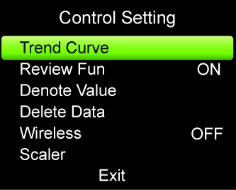 Control Setting
Trend Curve
Review Fun ON
Denote Value
Delete Data
Wireless OFF
Scaler
Exit